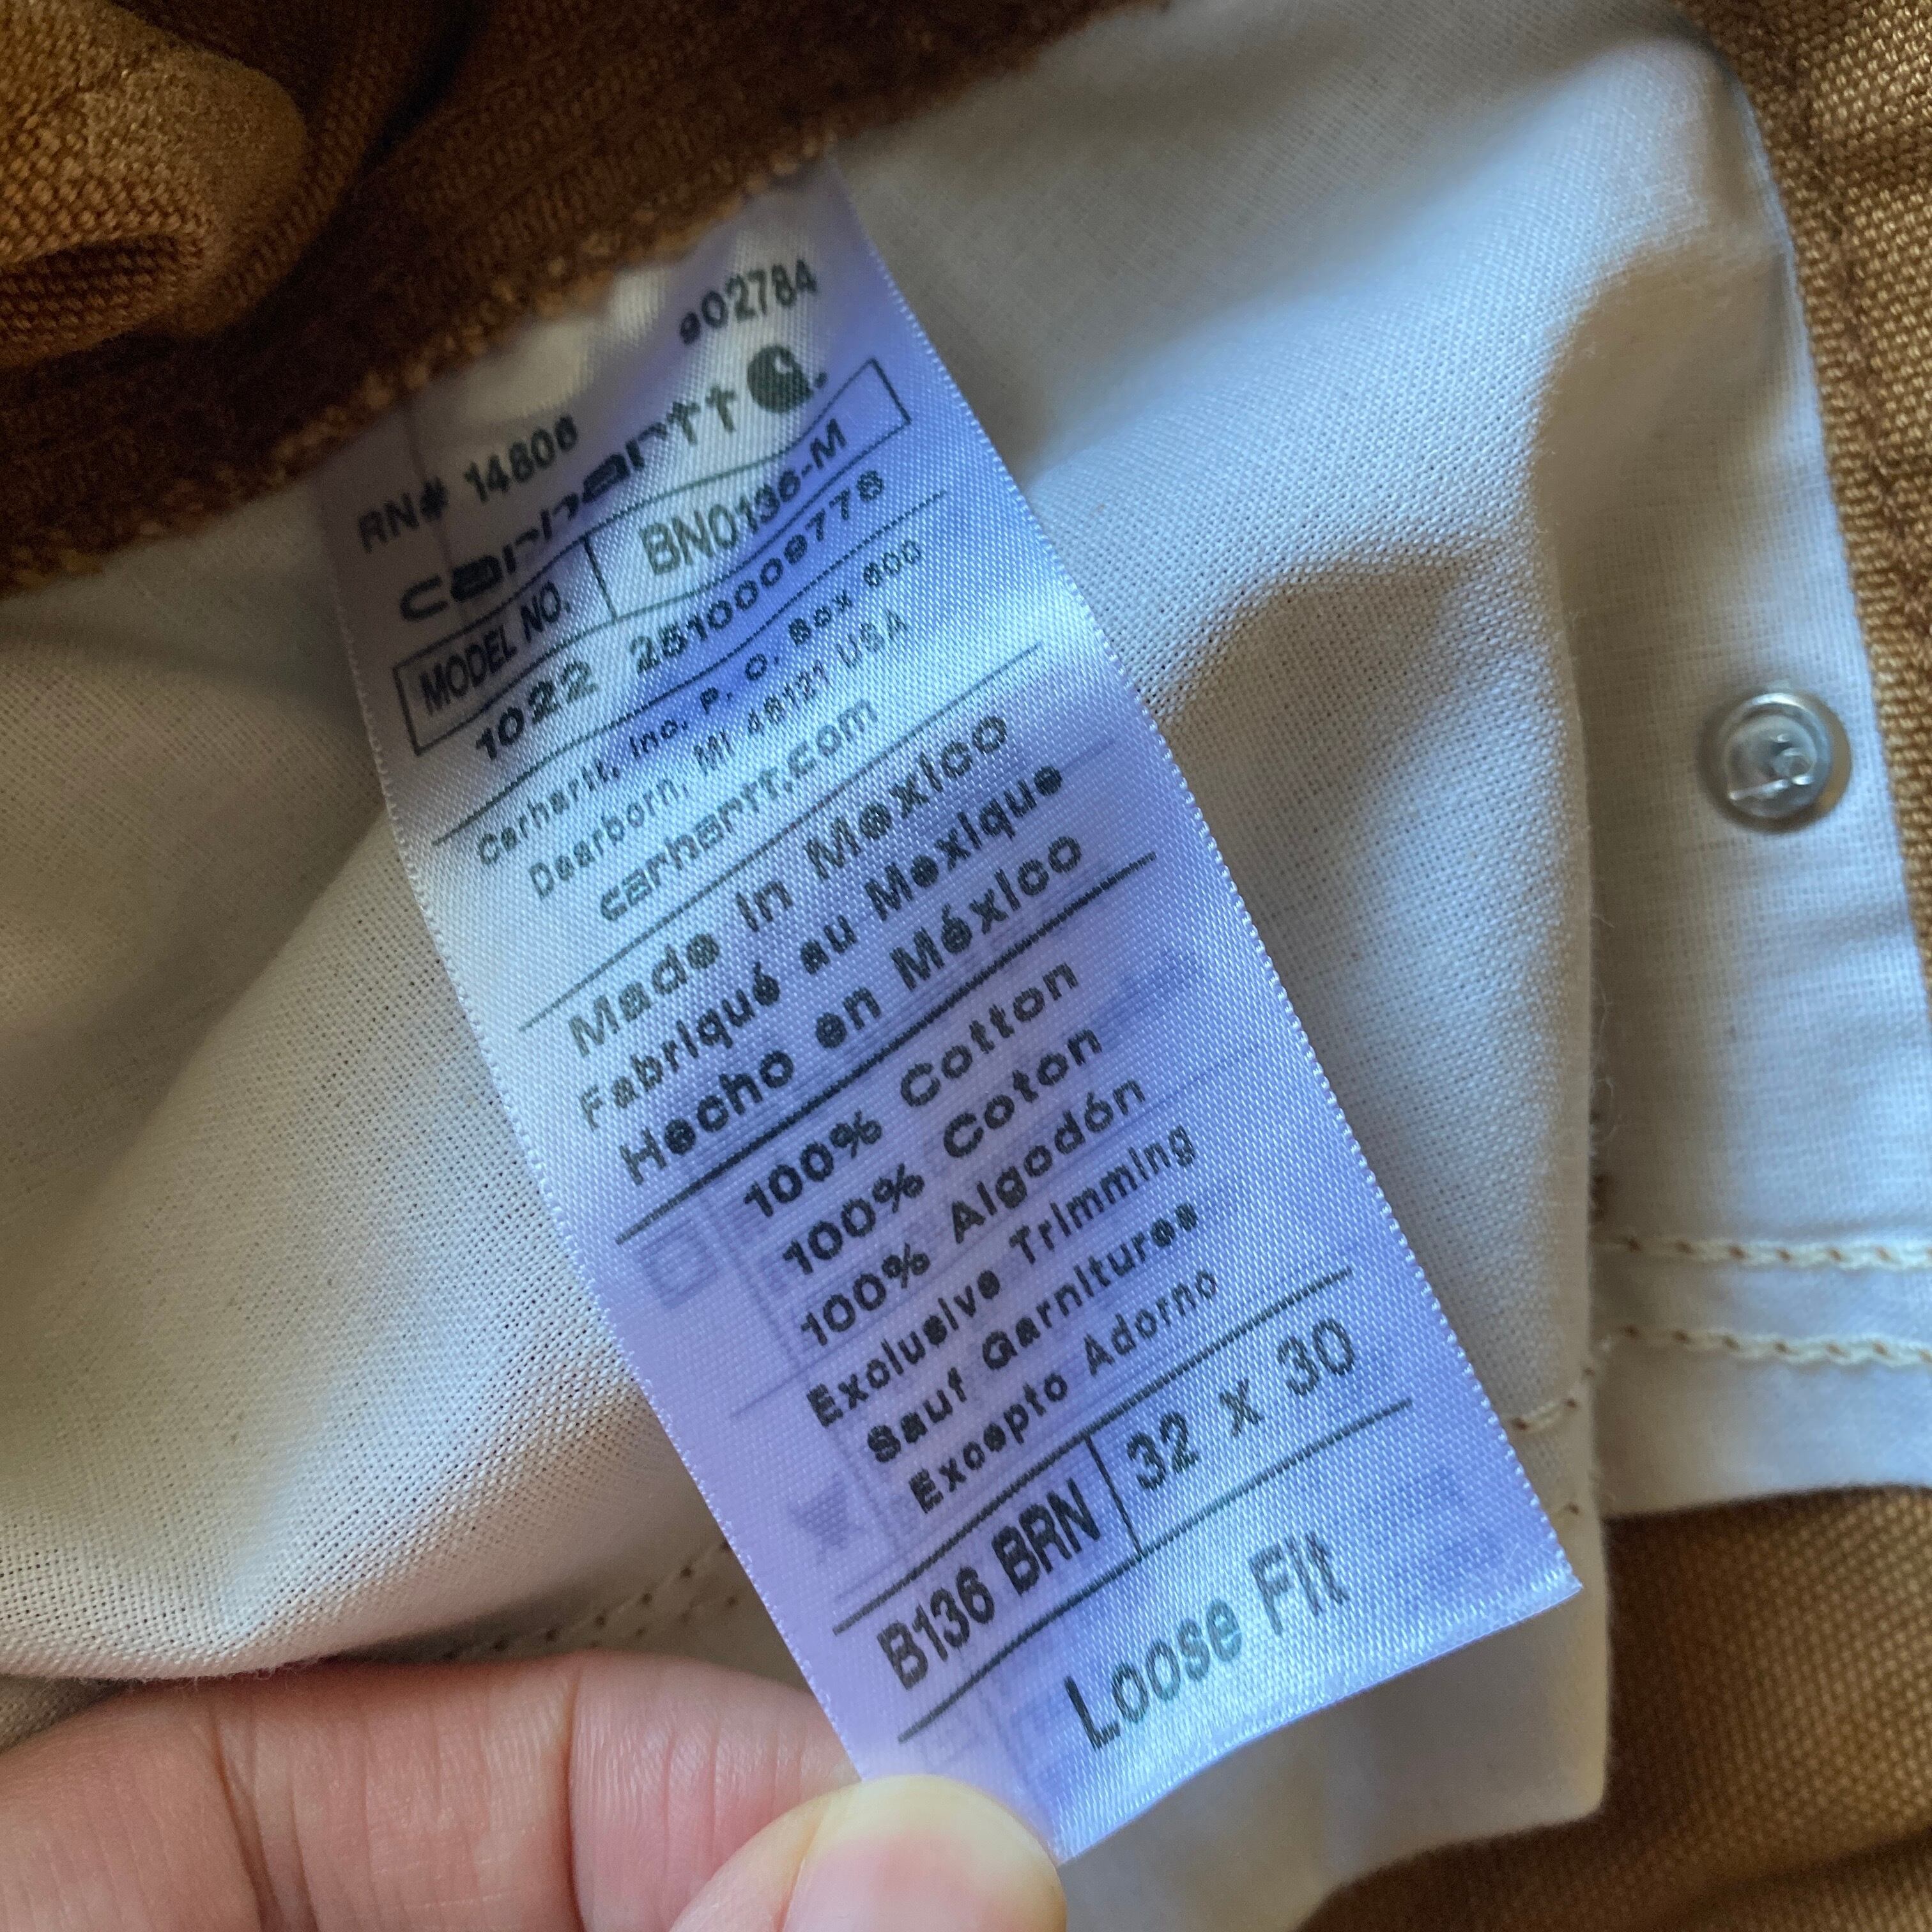 RN# 14806 902784
carhartt
MODEL NO. BN0136-M
1022 25100097778
Carhartt, Inc. P. O. Box 600
Dearborn, MI 48121 USA
carhartt.com
Made in Mexico
Fabriqué au Mexique
Hecho en México
100% Cotton
100% Coton
100% Algodón
Exclusive Trimming
Sauf Garnitures
Excepto Adorno
B136 BRN 32 x 30
Loose Fit